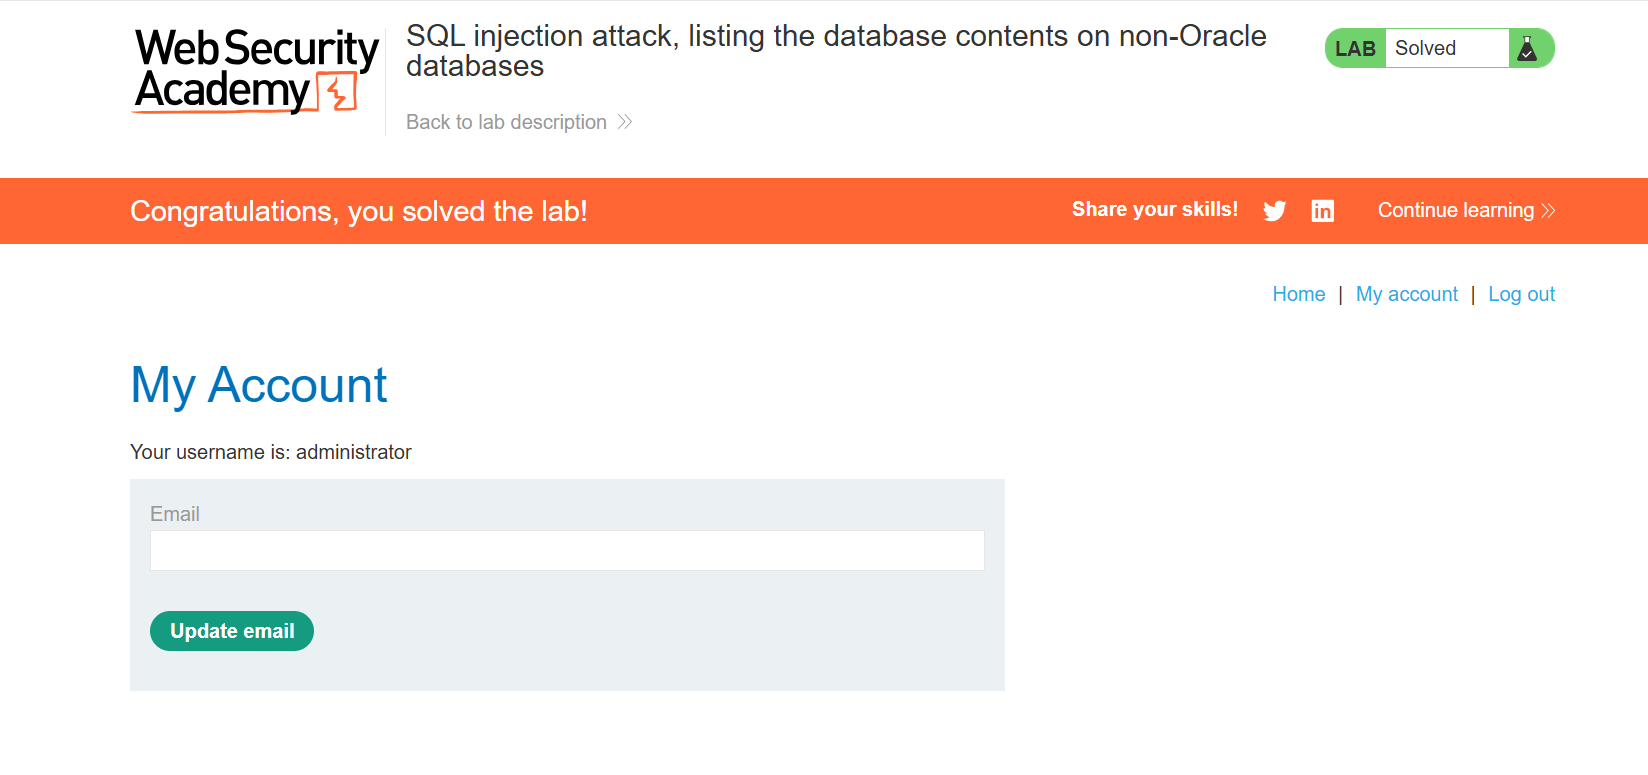 Web Security
Academy
SQL injection attack, listing the database contents on non-Oracle
databases
Back to lab description
LAB Solved
Congratulations, you solved the lab!
Share your skills!
Continue learning
Home | My account | Log out
My Account
Your username is: administrator
Email
Update email